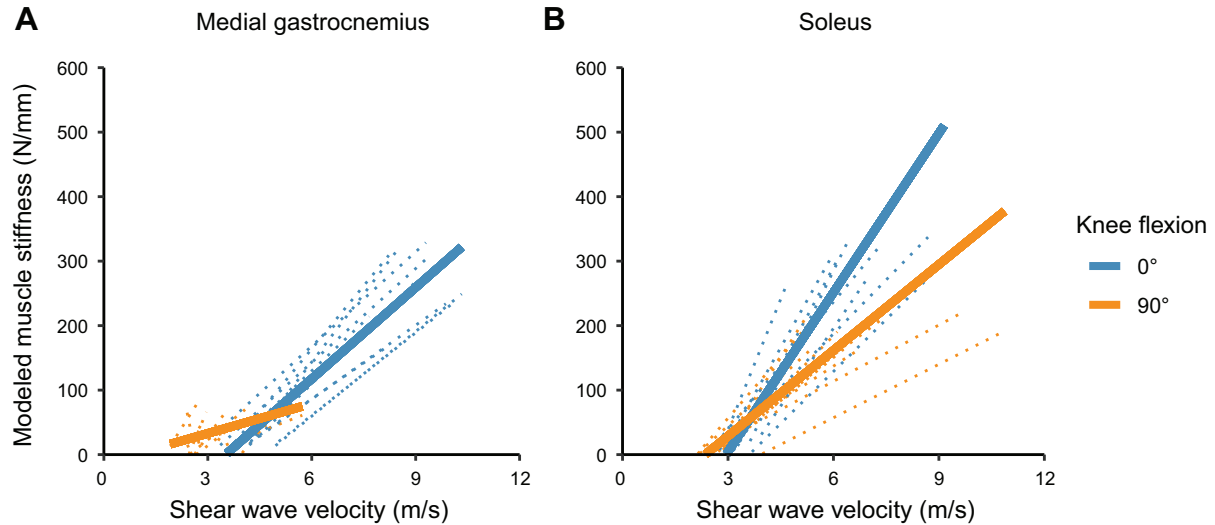 A Medial gastrocnemius
B Soleus
Modeled muscle stiffness (N/mm)
600
500
400
300
200
100
0
0 3 6 9 12
Shear wave velocity (m/s)
600
500
400
300
200
100
0
0 3 6 9 12
Shear wave velocity (m/s)
Knee flexion
0°
90°